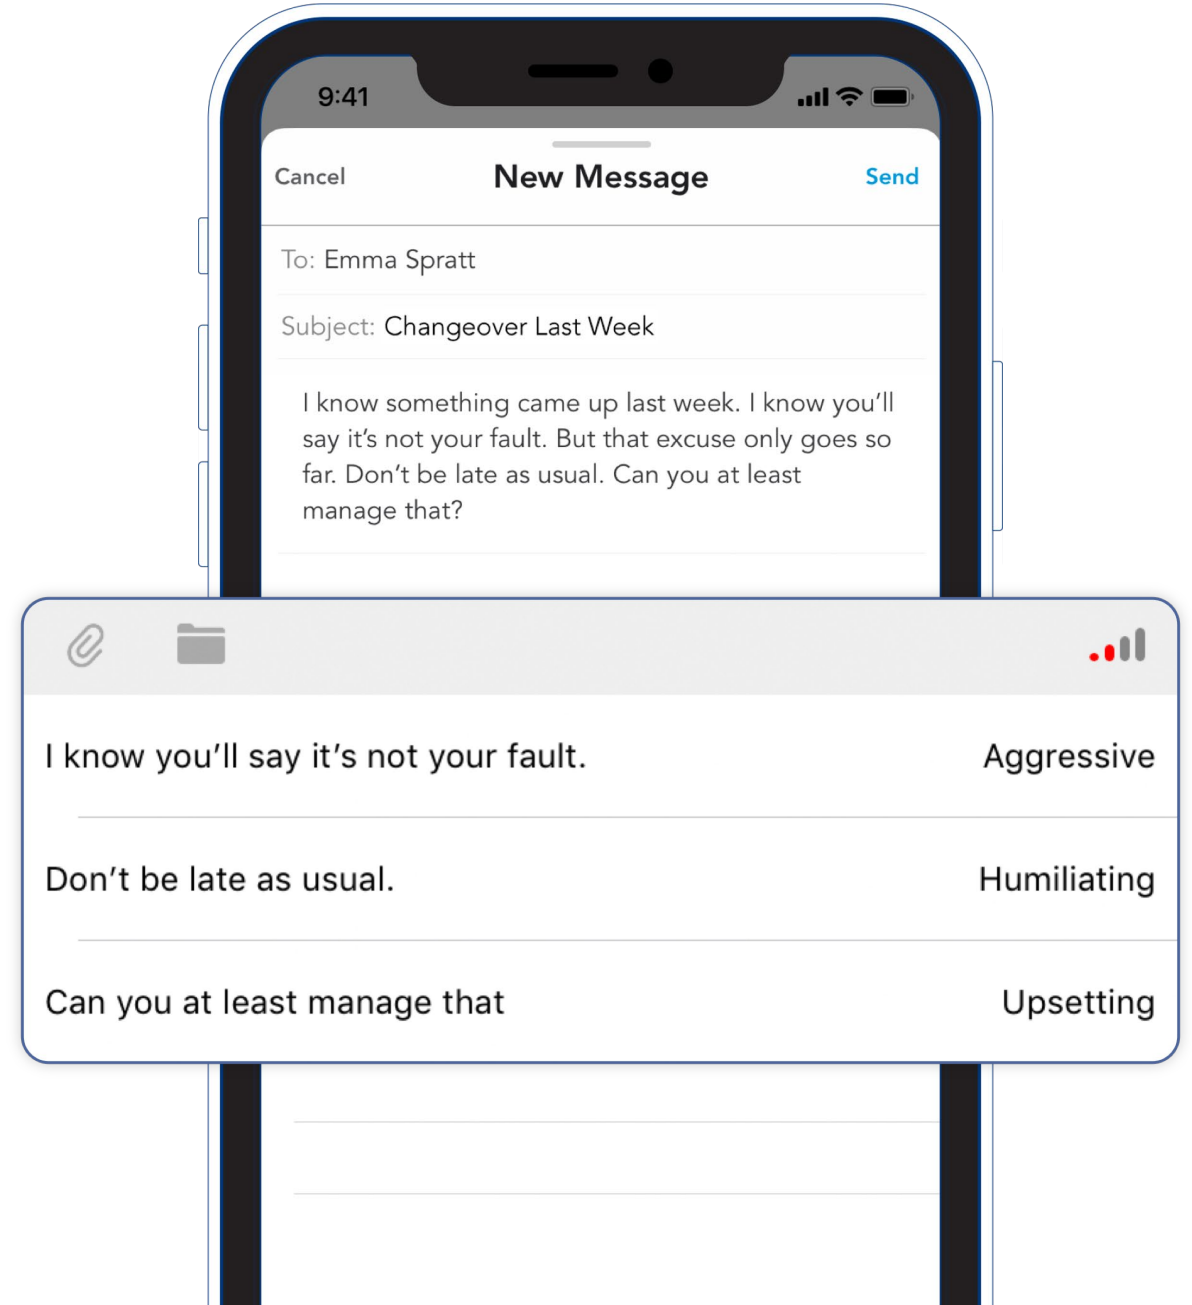 9:41
Cancel New Message Send
To: Emma Spratt
Subject: Changeover Last Week
I know something came up last week. I know you’ll
say it’s not your fault. But that excuse only goes so
far. Don’t be late as usual. Can you at least
manage that?
I know you’ll say it’s not your fault. Aggressive
Don’t be late as usual. Humiliating
Can you at least manage that Upsetting